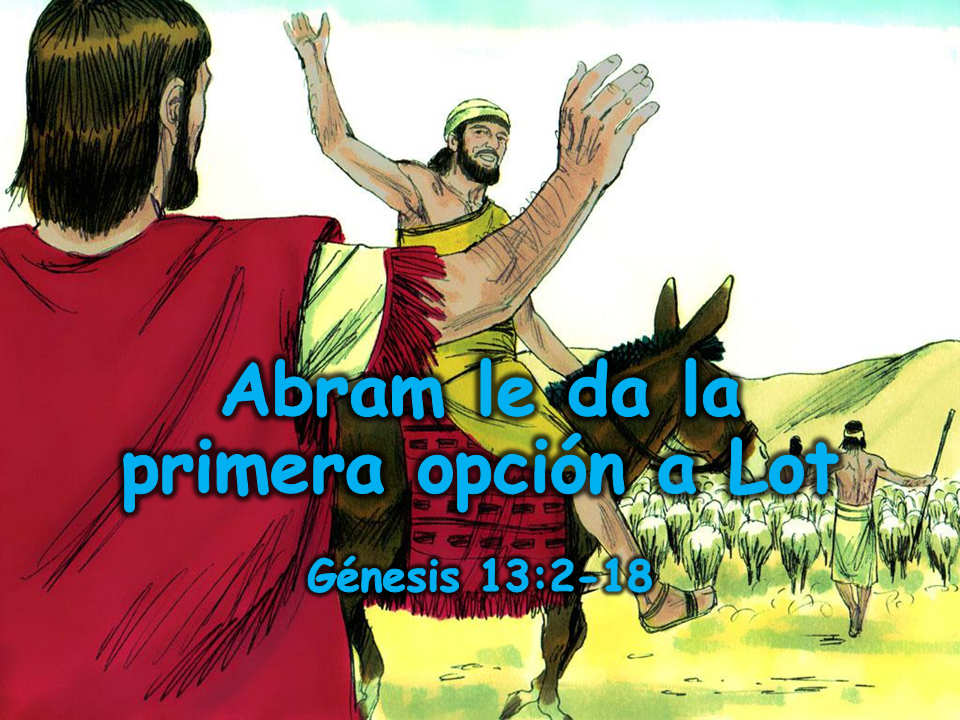 Abram le da la
primera opción a Lot
Génesis 13:2-18